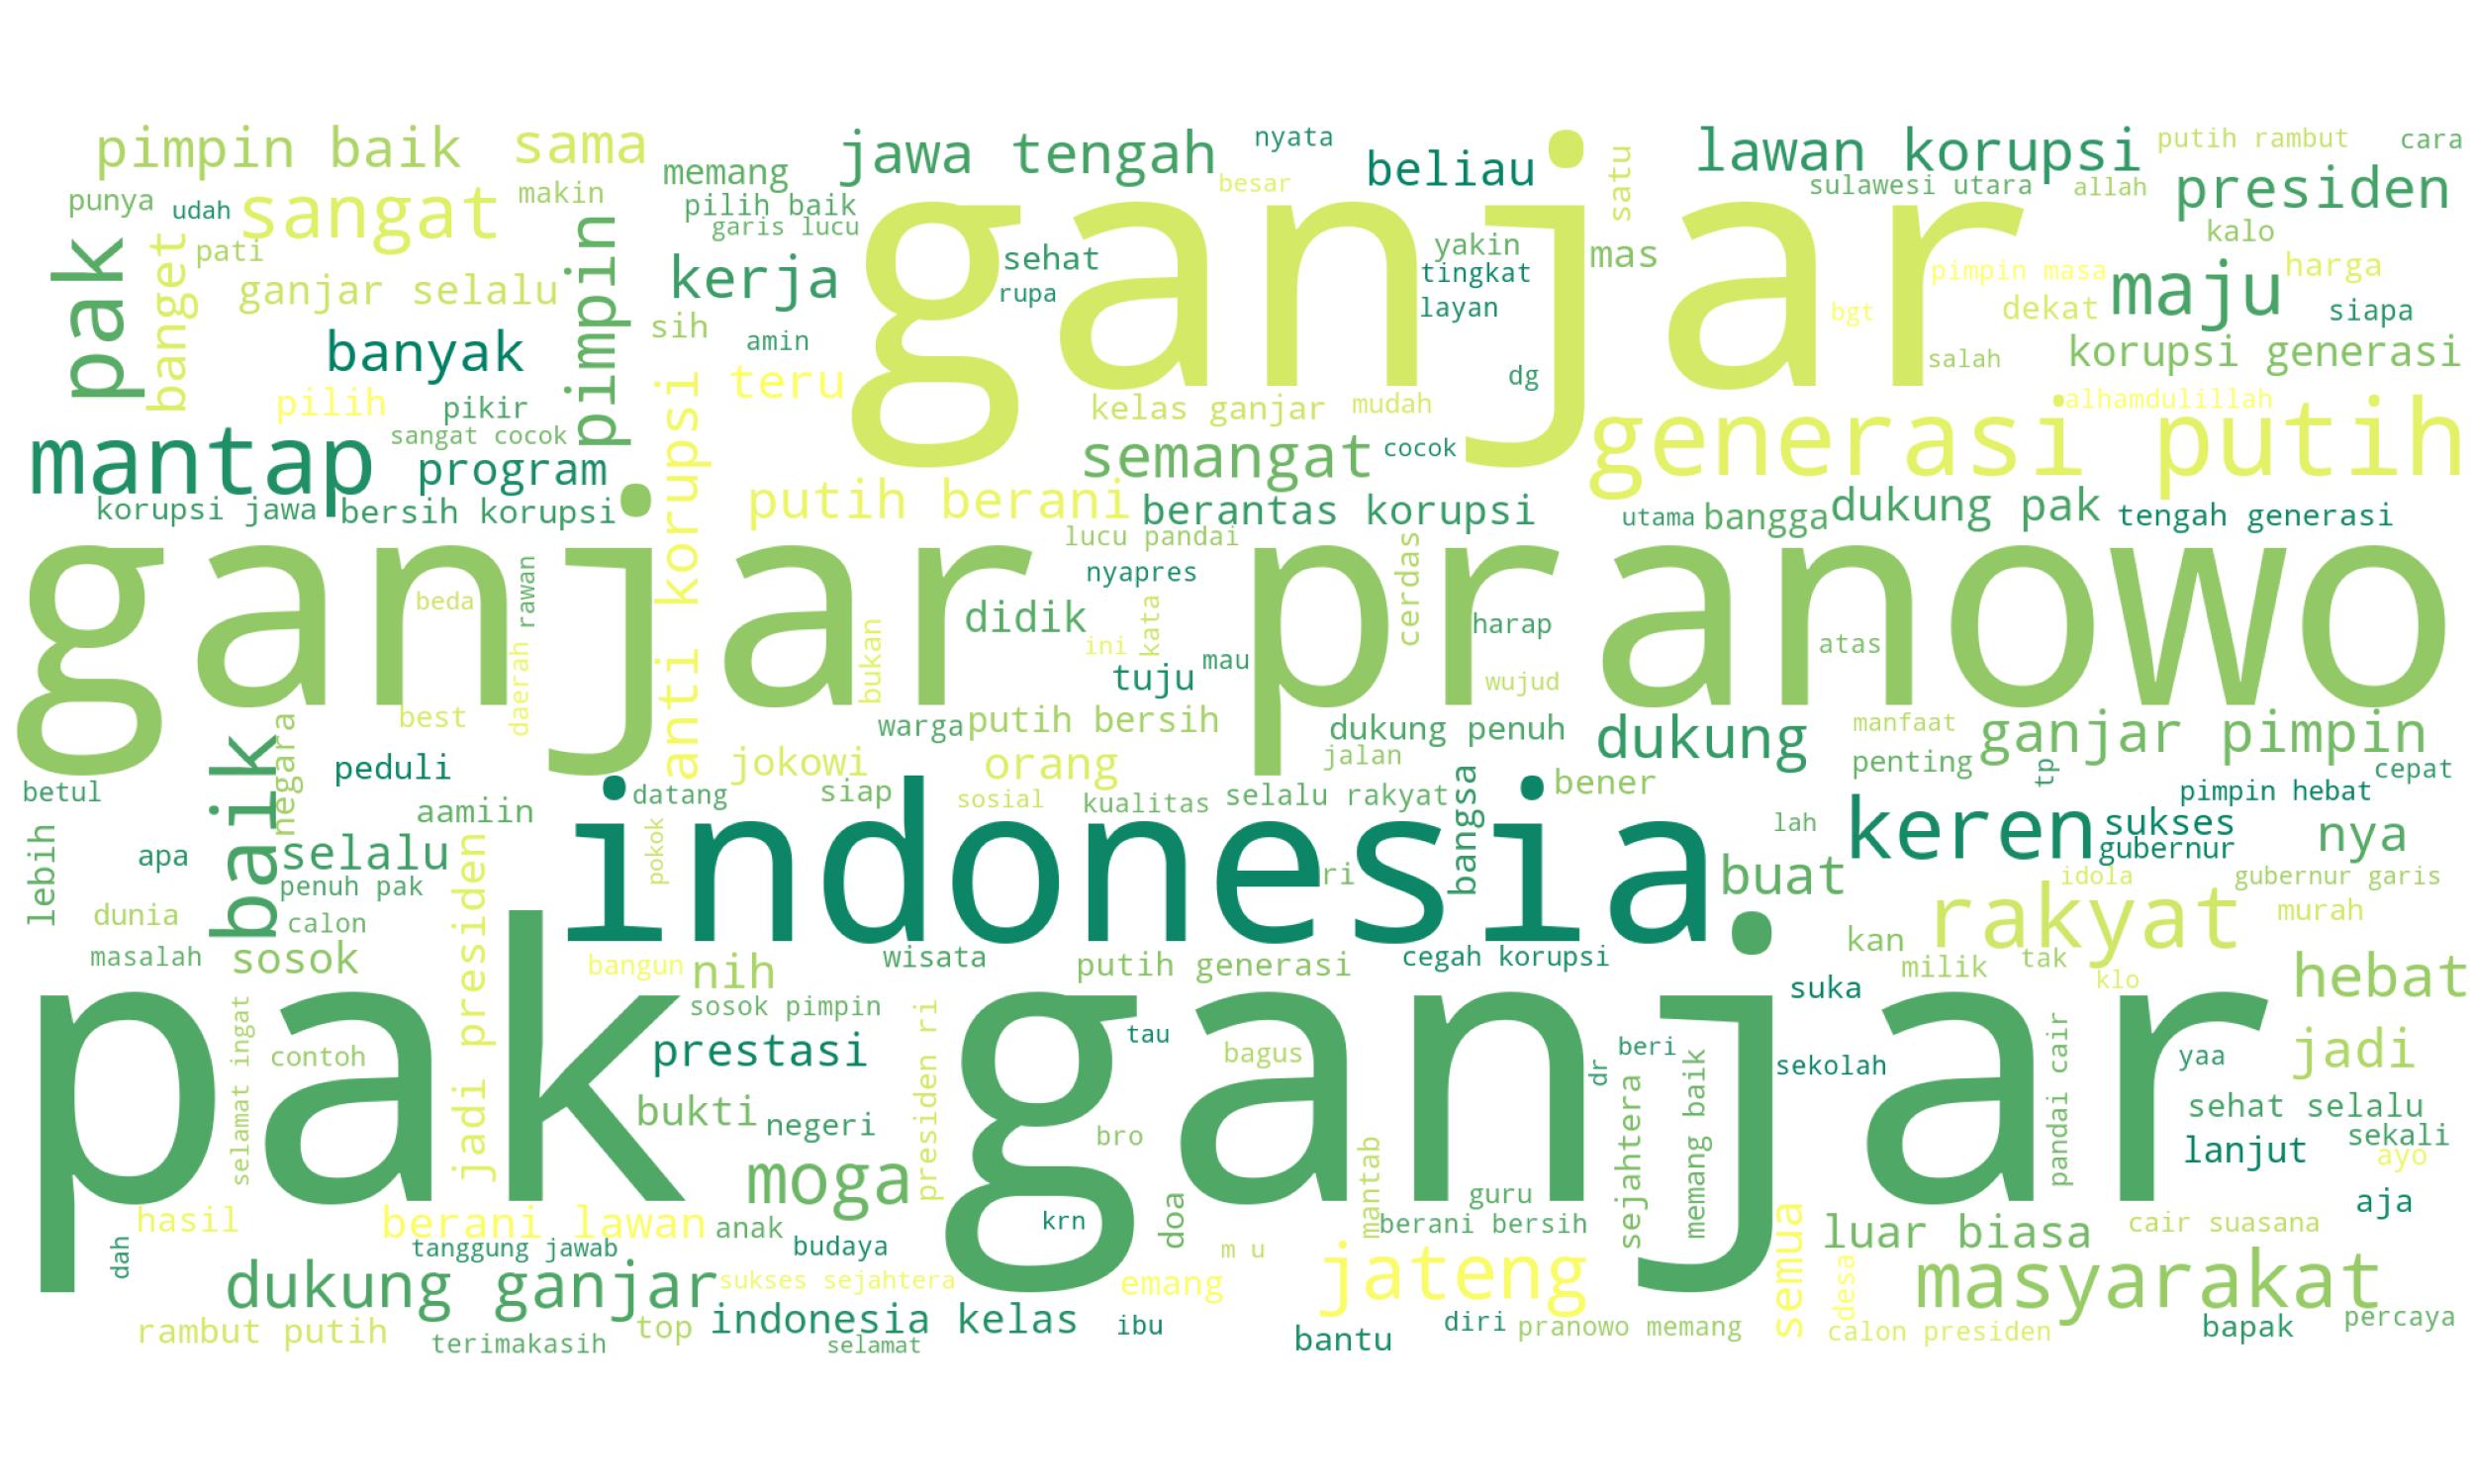 pimpin baik
sama
memang
jawa tengah
nyata
beliau
satu
lawan korupsi
putih rambut
cara
punya
udah
sangat
makin
pilih baik
garis lucu
besar
sulawesi utara
allah
presiden
pak
banget
pati
pimpin
kerja
ganjar
sehat
rupa
yakin
tingkat
layan
mas
kalo
pimpin masa
harga
ganjar selalu
sih
amin
bgt
dekat
maju
siapa
banyak
teru
dg
salah
korupsi generasi
pilih
pikir
anti korupsi
kelas ganjar
mudah
alhamdulillah
mantap
sangat cocok
program
semangat
cocok
generasi putih
korupsi jawa
bersih korupsi
putih berani
berantas korupsi
utama
bangga
dukung pak
tengah generasi
lucu pandai
nyapres
cerdas
ganjar pranowo
beda
rawan
didik
kata
harap
daerah
bukan
ini
tuju
mau
wujud
atas
best
warga
putih bersih
dukung penuh
dukung
manfaat
ganjar pimpin
baik
negara
peduli
jokowi
orang
jalan
bangsa
bener
penting
tp
cepat
betul
aamiin
datang
siap
sosial
kualitas
selalu rakyat
pimpin hebat
indonesia
lebih
apa
selalu
jadi presiden
pokok
ri
lah
keren
sukses
gubernur
nya
penuh pak
buat
idola
gubernur garis
dunia
calon
rakyat
murah
masalah
sosok
bangun
nih
wisata
putih generasi
cegah korupsi
kan
milik
tak
klo
hebat
pak ganjar
selamat ingat
sosok pimpin
presiden ri
suka
contoh
prestasi
tau
bagus
dr
beri
memang baik
sekolah
pandai cair
yaa
jadi
bukti
negeri
bro
sejahtera
sehat selalu
lanjut
sekali
ayo
moga
doa
mantab
guru
aja
hasil
berani lawan
anak
krn
berani bersih
semua
luar biasa
cair suasana
dah
tanggung jawab
budaya
m u
desa
dukung ganjar
sukses sejahtera
emang
jateng
masyarakat
rambut putih
terimakasih
top
indonesia kelas
selamat
ibu
bantu
diri
pranowo memang
calon presiden
bapak
percaya